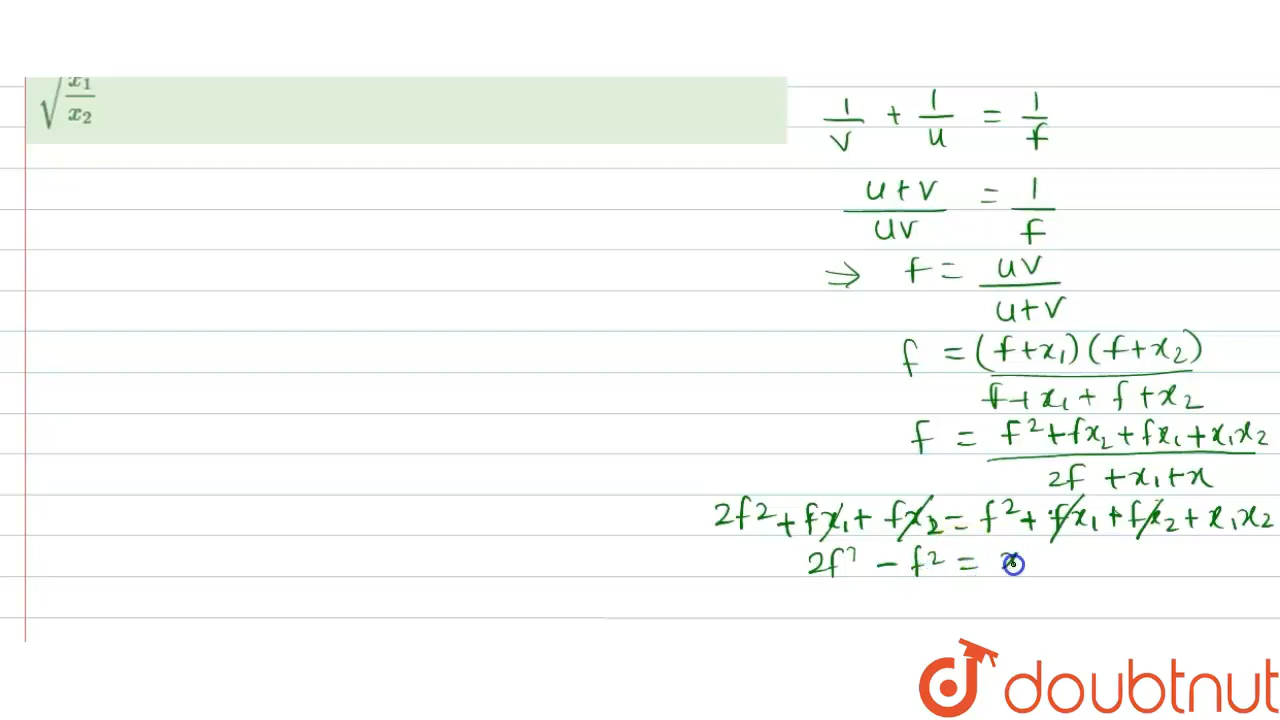 √(x₁/x₂)
1/v + 1/u = 1/f
u+v/uv = 1/f
⇒ f = uv/u+v
f = (f+x₁)(f+x₂)/f+x₁+f+x₂
f = f²+fx₂+fx₁+x₁x₂/2f+x₁+x
2f²+fx₁+fx₂=f²+fx₁+fx₂+x₁x₂
2f²-f²=x
doubtnut